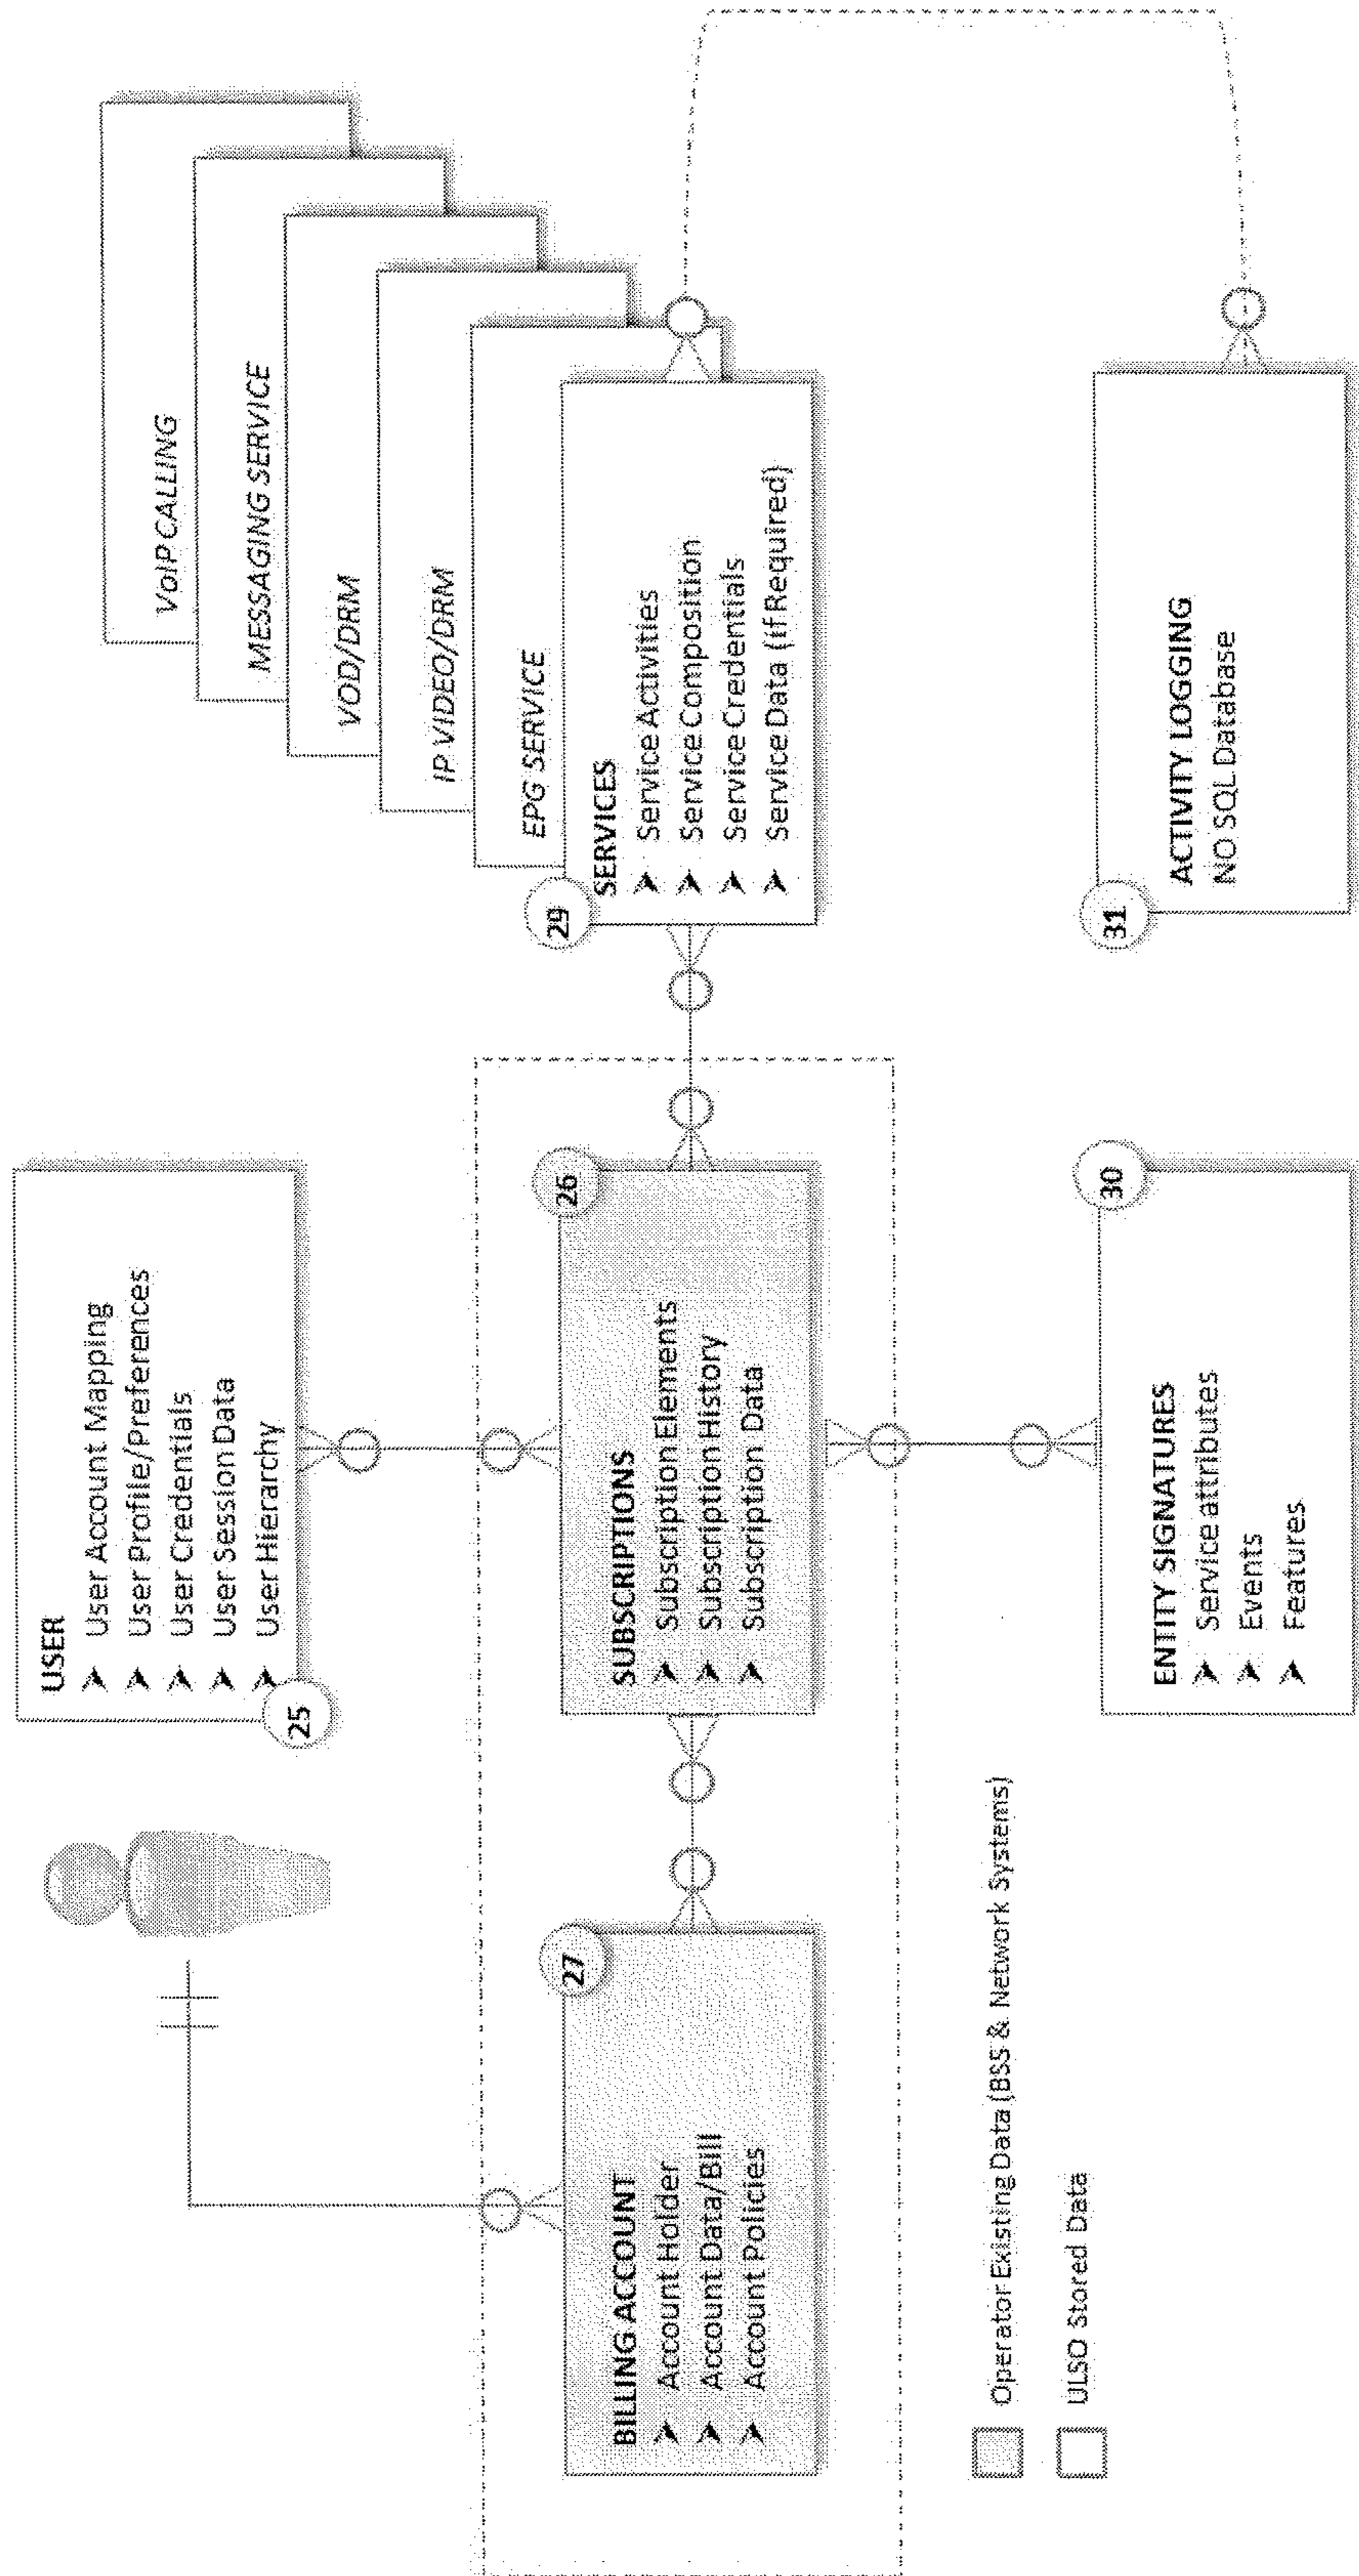 USER
User Account Mapping
User Profile/Preferences
User Credentials
User Session Data
User Hierarchy
25
VoIP CALLING
MESSAGING SERVICE
VOD/DRM
IP VIDEO/DRM
EPG SERVICE
29
SERVICES
Service Activities
Service Composition
Service Credentials
Service Data (if Required)
27
BILLING ACCOUNT
Account Holder
Account Data/Bill
Account Policies
26
SUBSCRIPTIONS
Subscription Elements
Subscription History
Subscription Data
30
ENTITY SIGNATURES
Service attributes
Events
Features
31
ACTIVITY LOGGING
NO SQL Database
Operator Existing Data (BSS & Network Systems)
ULSO Stored Data